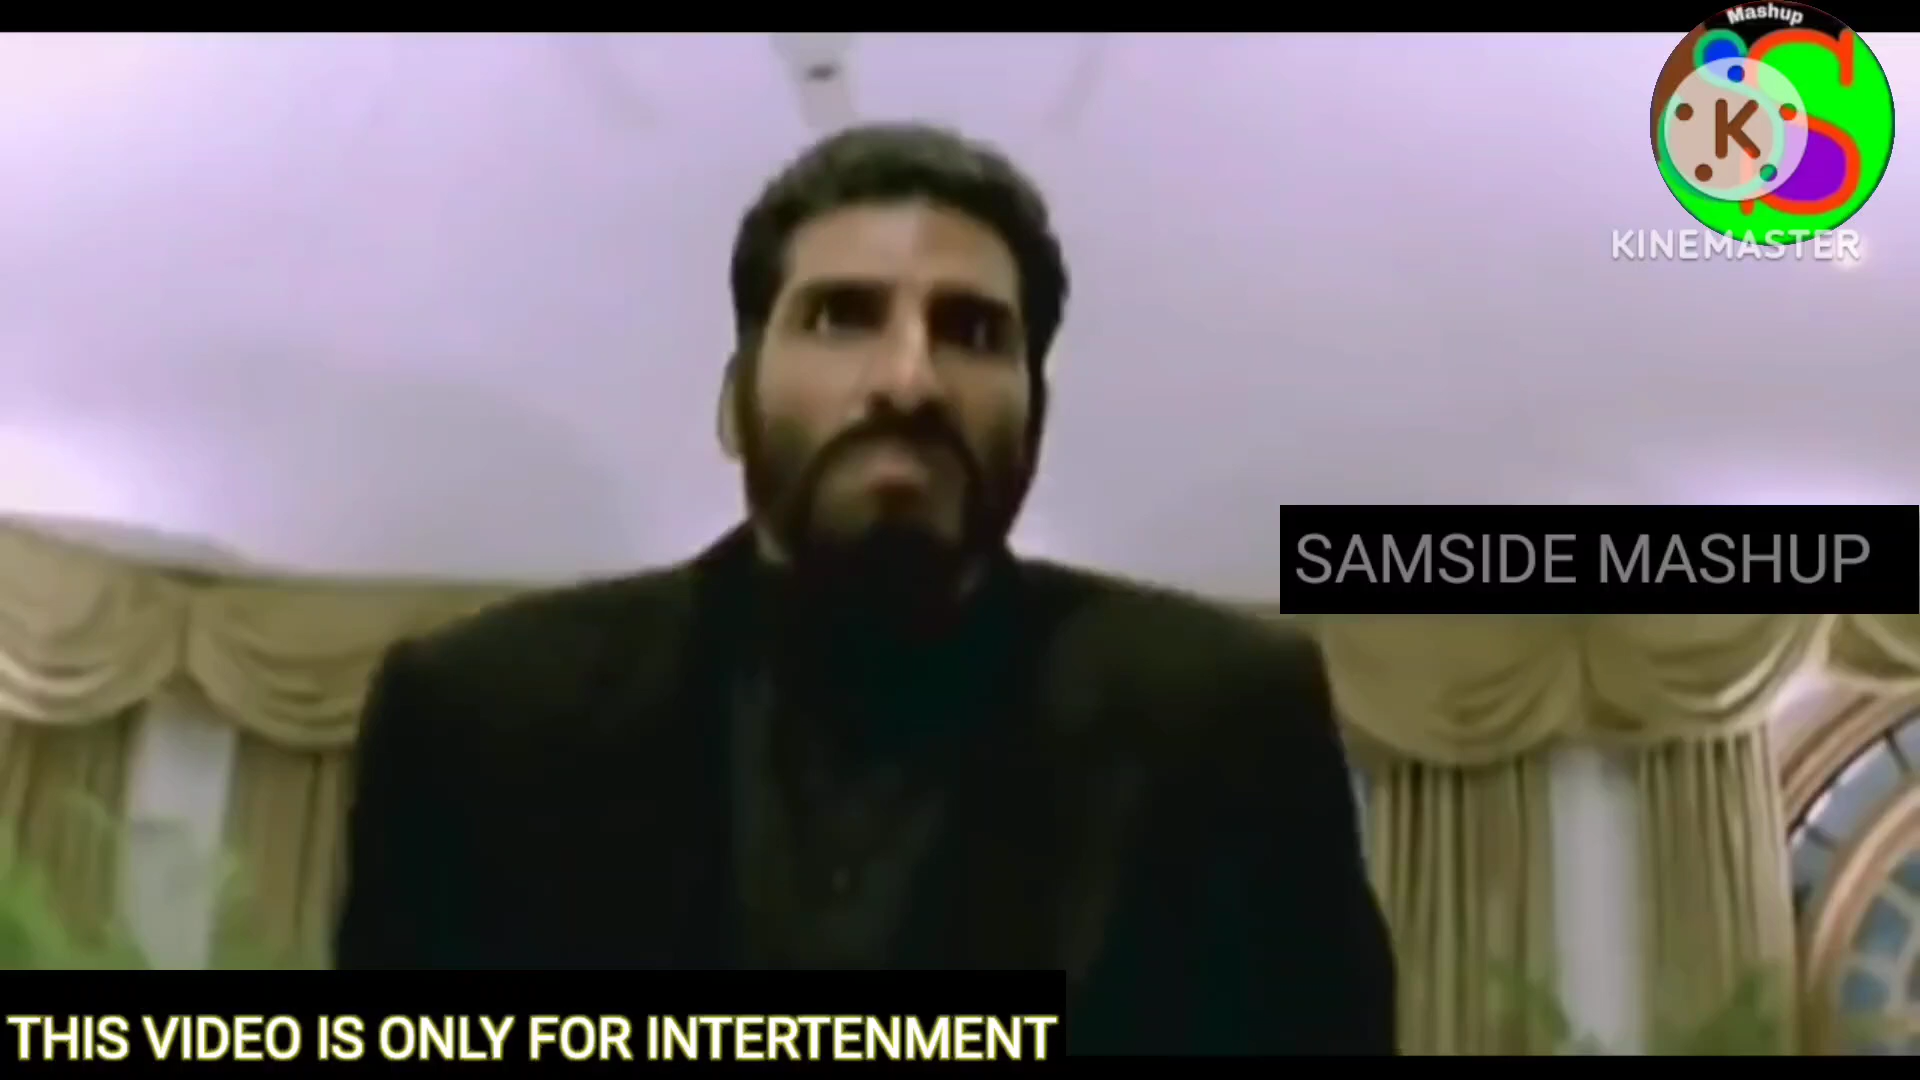 Mashup
K
S
KINEMASTER
SAMSIDE MASHUP
THIS VIDEO IS ONLY FOR INTERTENMENT